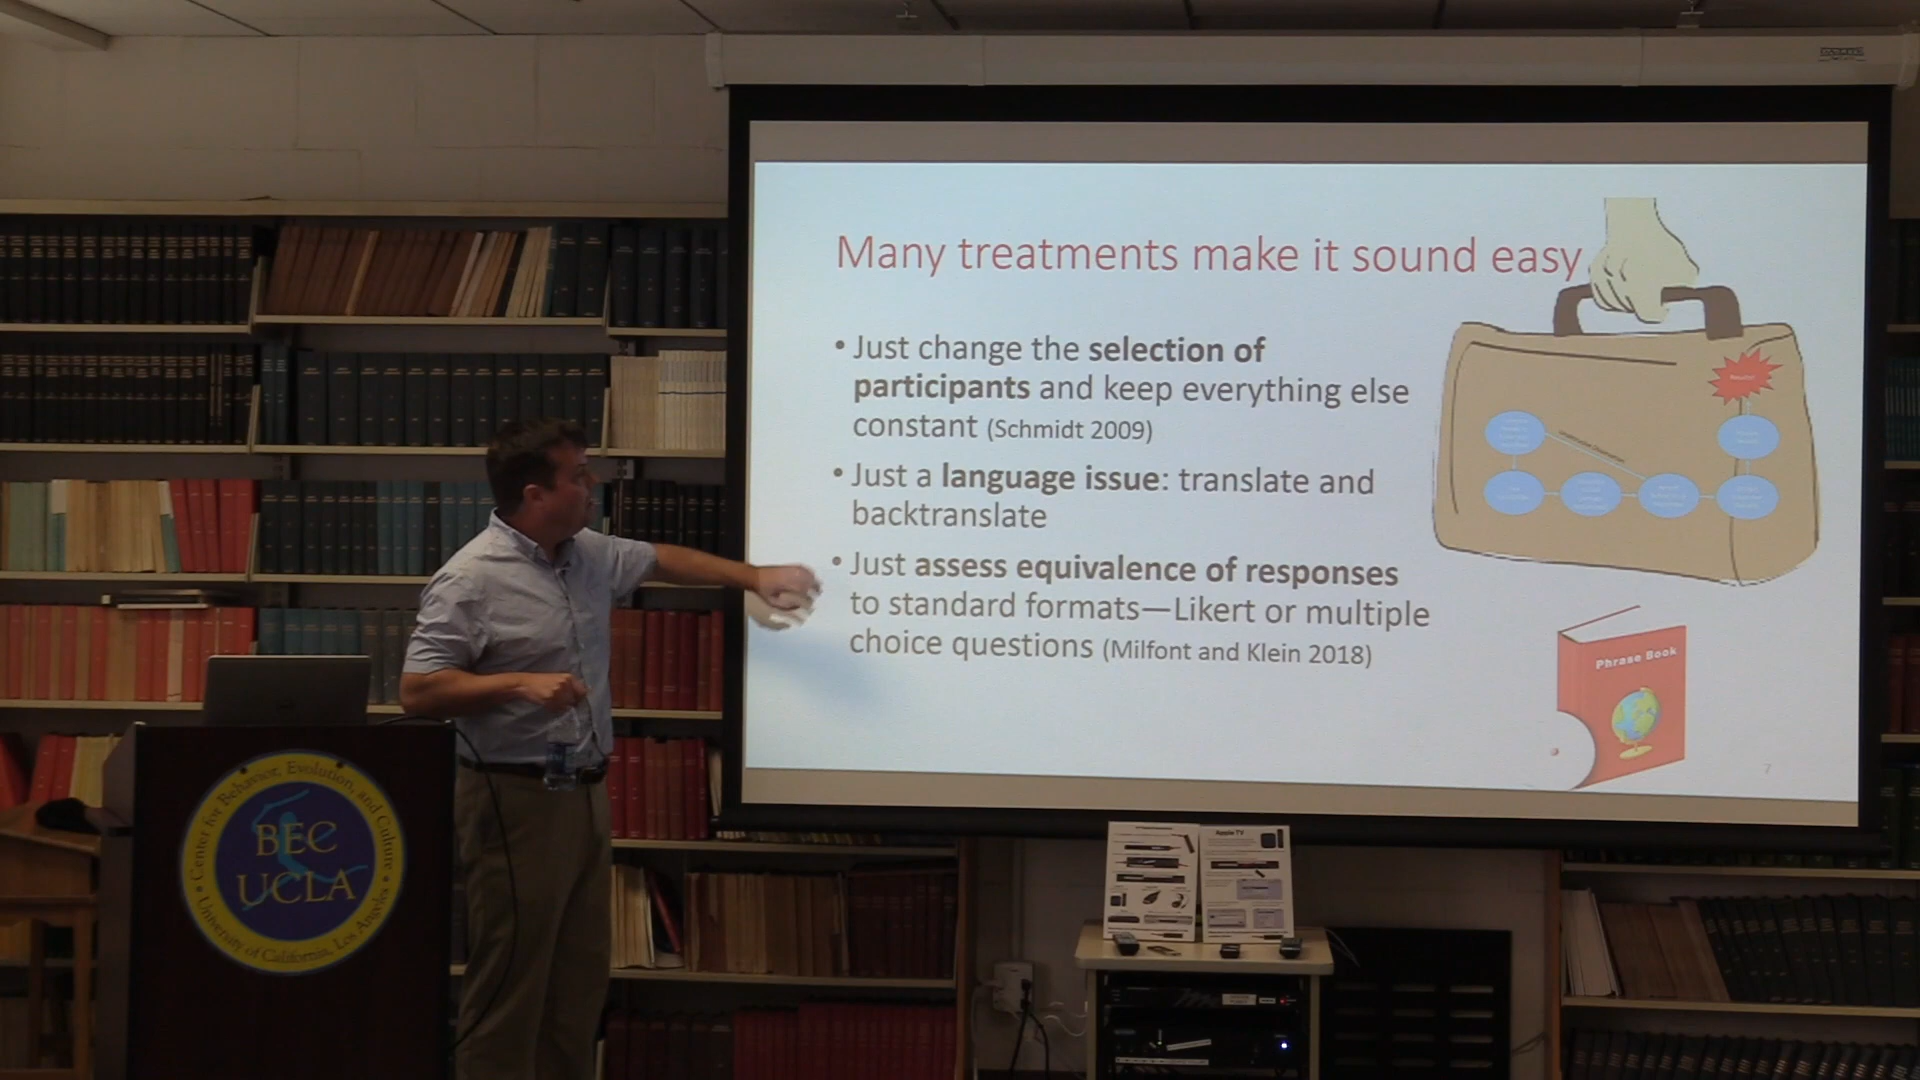 Many treatments make it sound easy
• Just change the selection of
participants and keep everything else
constant (Schmidt 2009)
• Just a language issue: translate and
backtranslate
• Just assess equivalence of responses
to standard formats—Likert or multiple
choice questions (Milfont and Klein 2018)
Phrase Book
7
Center for Behavior, Evolution, and Culture
BEC
UCLA
University of California, Los Angeles
Apple TV